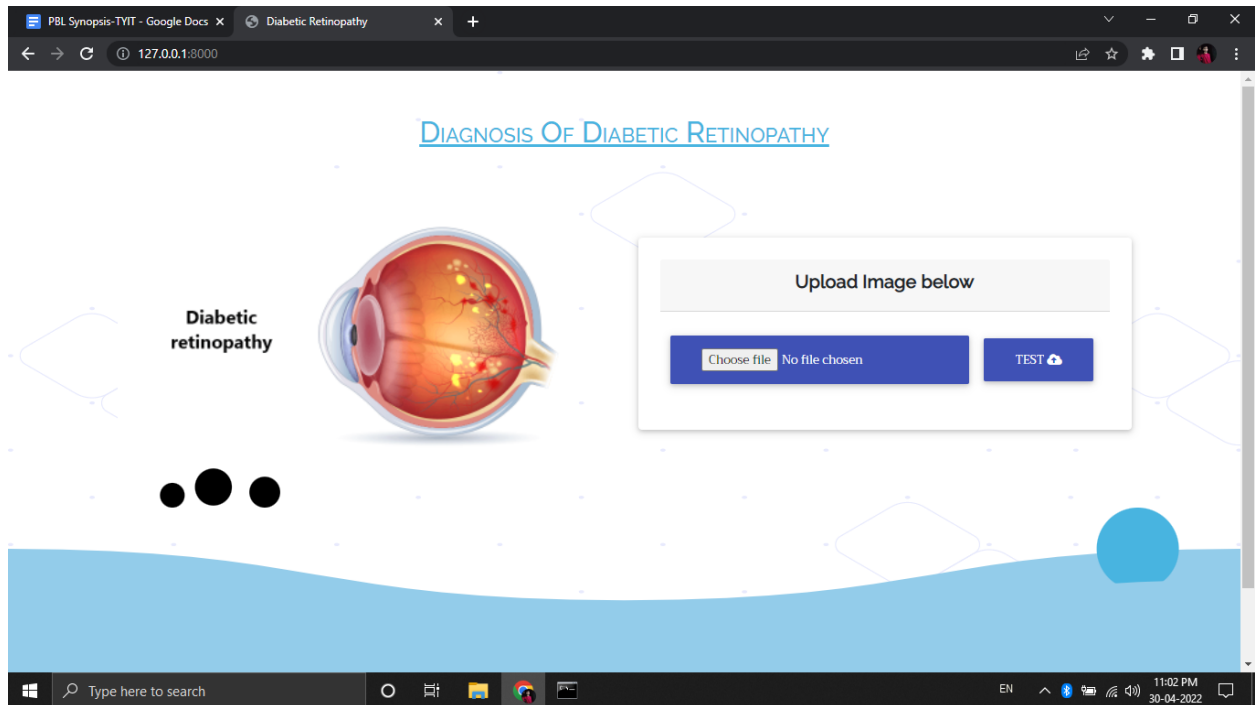 PBL Synopsis-TYIT - Google Docs
Diabetic Retinopathy
127.0.0.1:8000
Diagnosis Of Diabetic Retinopathy
Upload Image below
Diabetic
retinopathy
Choose file No file chosen
TEST
Type here to search
EN
11:02 PM
30-04-2022